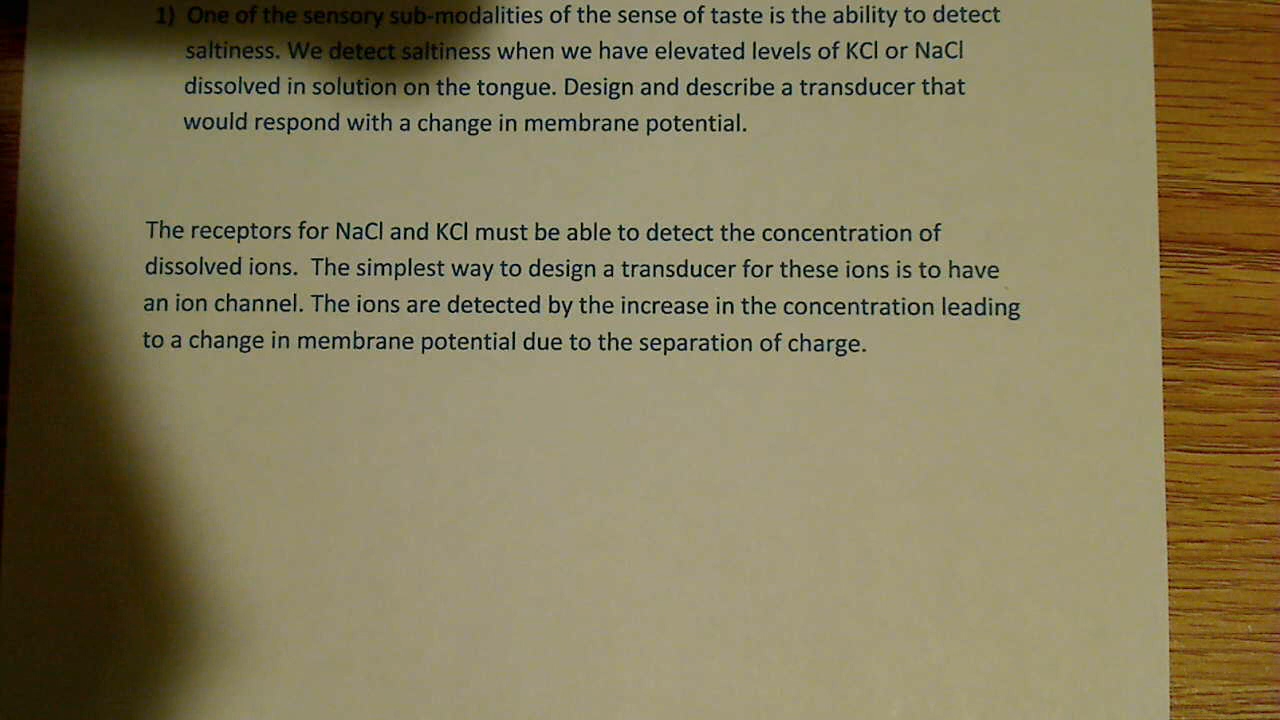 1) One of the sensory sub-modalities of the sense of taste is the ability to detect
saltiness. We detect saltiness when we have elevated levels of KCl or NaCl
dissolved in solution on the tongue. Design and describe a transducer that
would respond with a change in membrane potential.
The receptors for NaCl and KCl must be able to detect the concentration of
dissolved ions. The simplest way to design a transducer for these ions is to have
an ion channel. The ions are detected by the increase in the concentration leading
to a change in membrane potential due to the separation of charge.